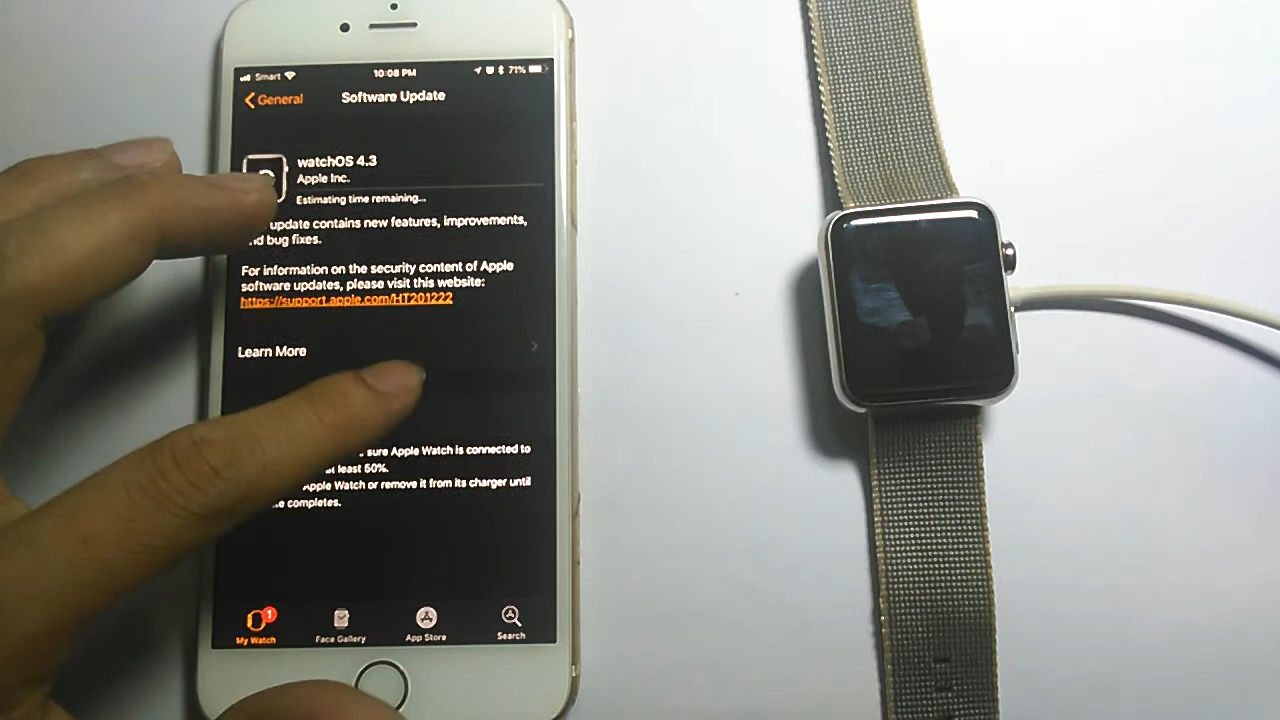 Smart 10:08 PM 71%
General Software Update
watchOS 4.3
Apple Inc.
Estimating time remaining...
update contains new features, improvements,
bug fixes.
For information on the security content of Apple
software updates, please visit this website:
https://support.apple.com/HT201222
Learn More
sure Apple Watch is connected to
least 50%.
Apple Watch or remove it from its charger until
completes.
1
My Watch Face Gallery App Store Search